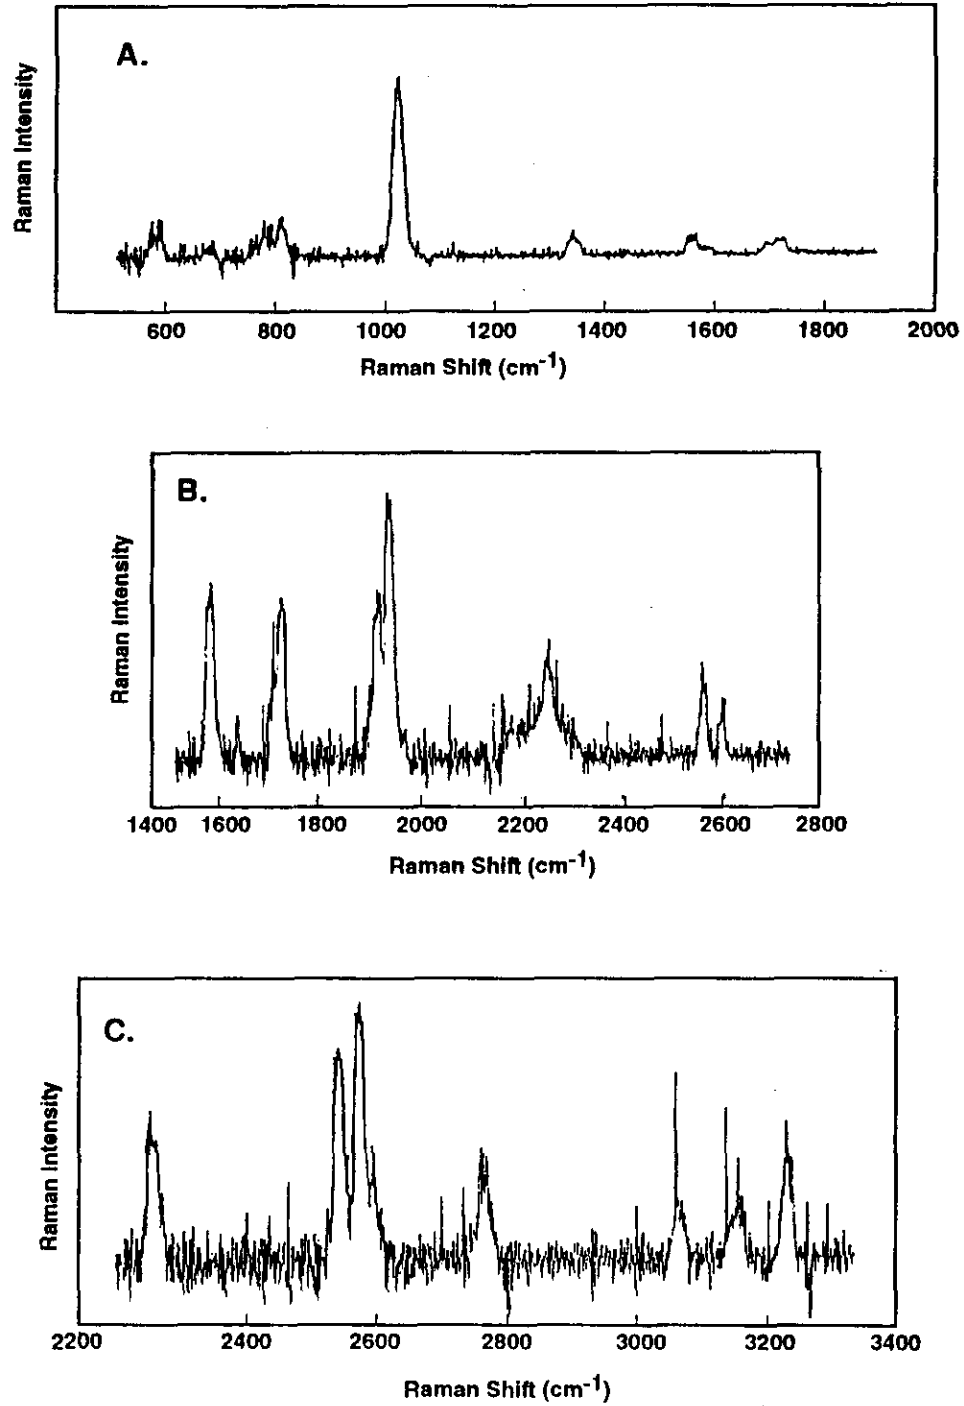 A.
Raman Intensity
600 800 1000 1200 1400 1600 1800 2000
Raman Shift (cm-1)
B.
Raman Intensity
1400 1600 1800 2000 2200 2400 2600 2800
Raman Shift (cm-1)
C.
Raman Intensity
2200 2400 2600 2800 3000 3200 3400
Raman Shift (cm-1)